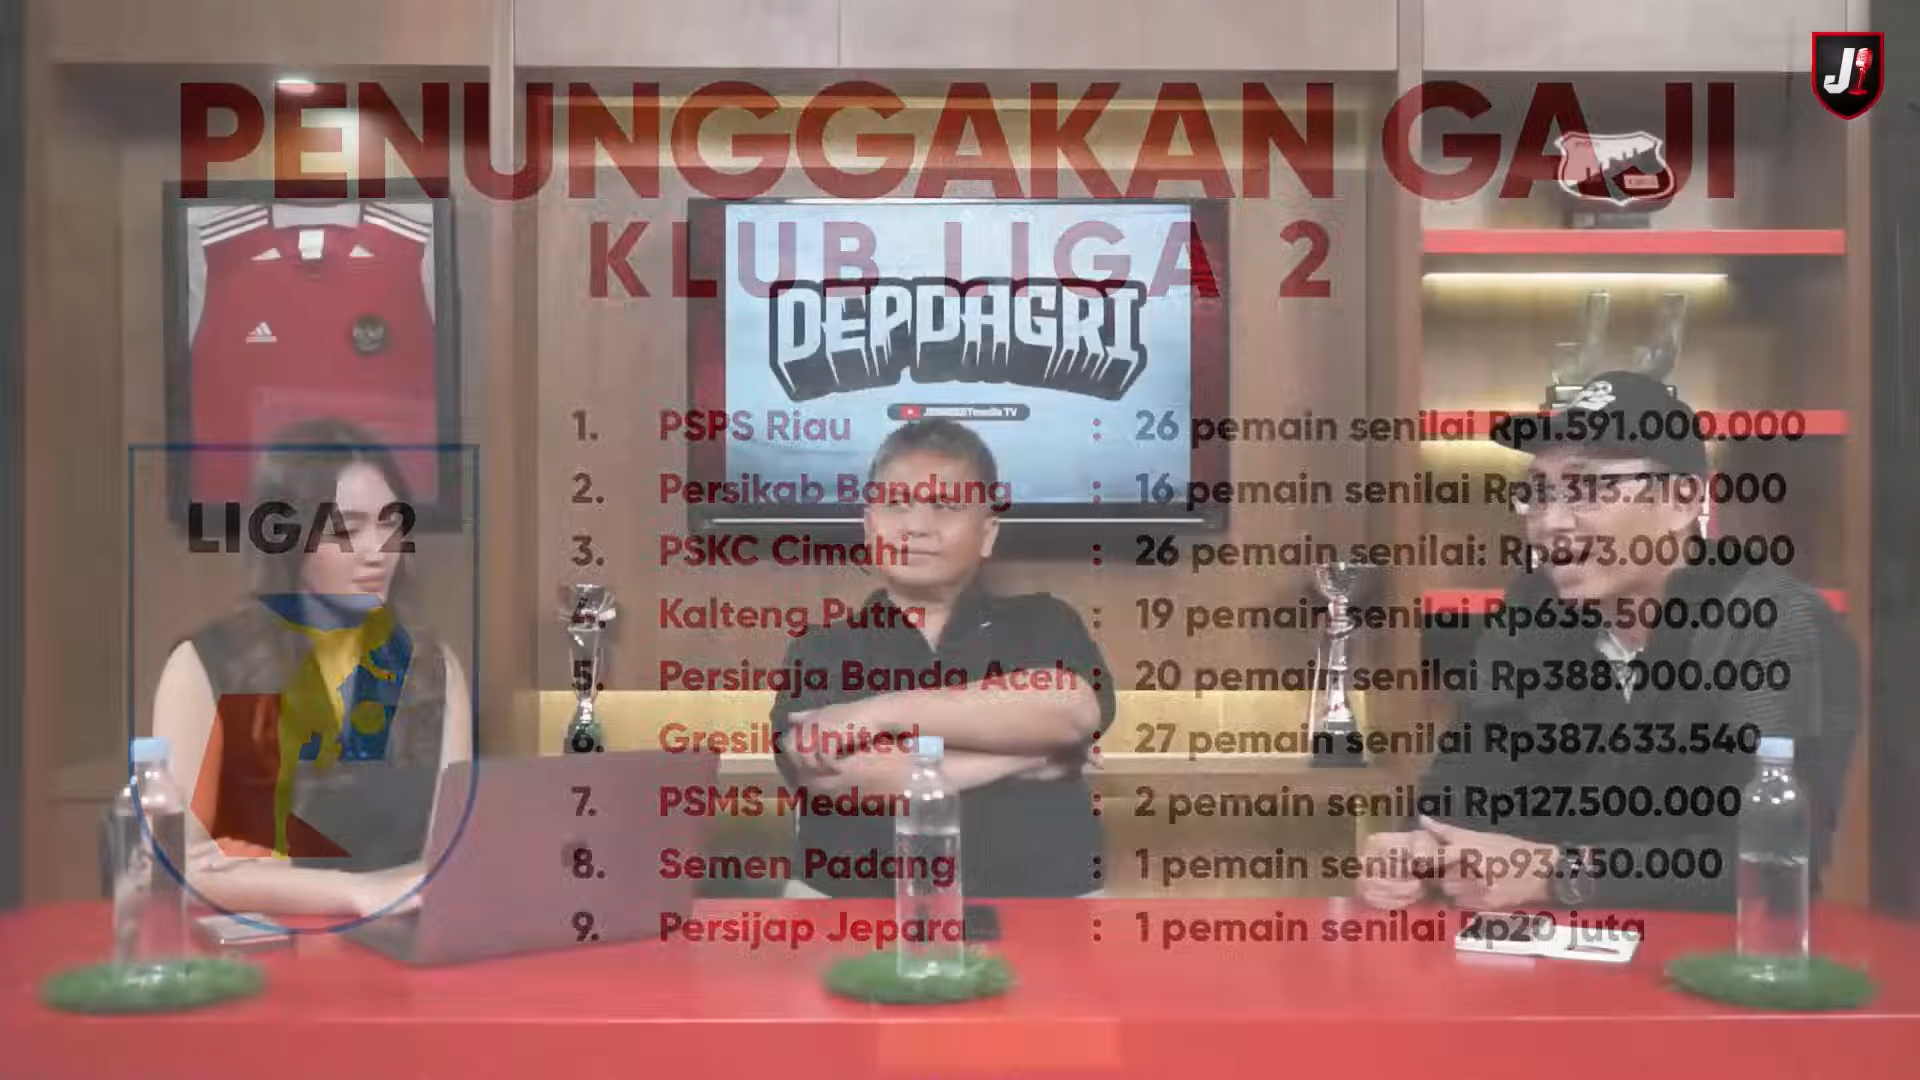 PENUNGGAKAN GAJI
KLUB LIGA 2
DEPDAGRI
LIGA 2
1. PSPS Riau : 26 pemain senilai Rp1.591.000.000
2. Persikab Bandung : 16 pemain senilai Rp1.313.210.000
3. PSKC Cimahi : 26 pemain senilai: Rp873.000.000
4. Kalteng Putra : 19 pemain senilai Rp635.500.000
5. Persiraja Banda Aceh : 20 pemain senilai Rp388.000.000
6. Gresik United : 27 pemain senilai Rp387.633.540
7. PSMS Medan : 2 pemain senilai Rp127.500.000
8. Semen Padang : 1 pemain senilai Rp93.750.000
9. Persijap Jepara : 1 pemain senilai Rp20 juta